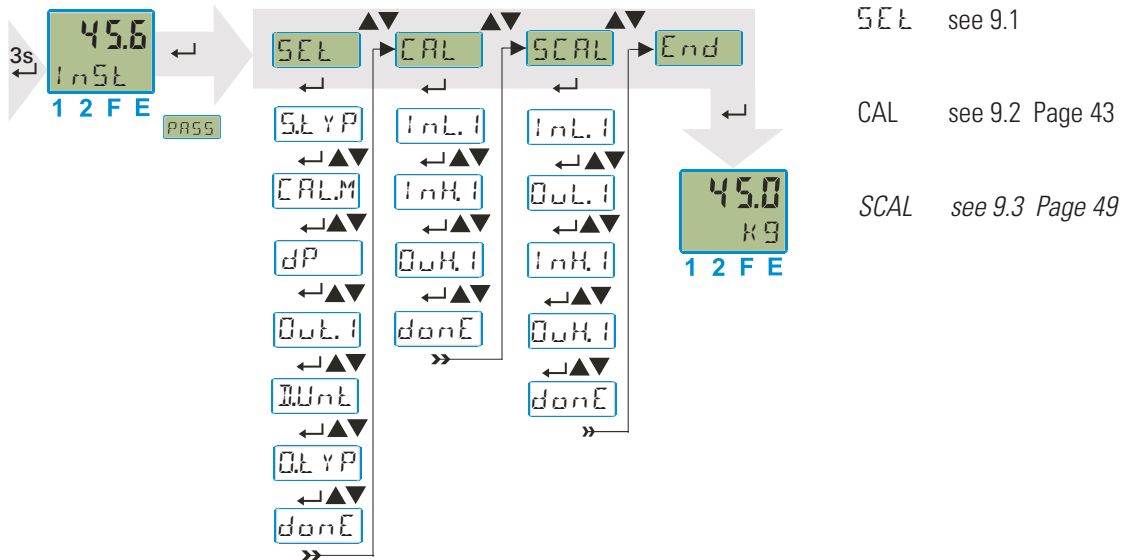 3s
45.6
InSt
1 2 F E
PASS
SEt
S.tYP
CAL.M
dP
Out.1
D.Unt
O.tYP
donE
CAL
InL.1
InH.1
OuH.1
donE
SCAL
InL.1
OuL.1
InH.1
OuH.1
donE
End
45.0
Kg
1 2 F E
SEt see 9.1
CAL see 9.2 Page 43
SCAL see 9.3 Page 49